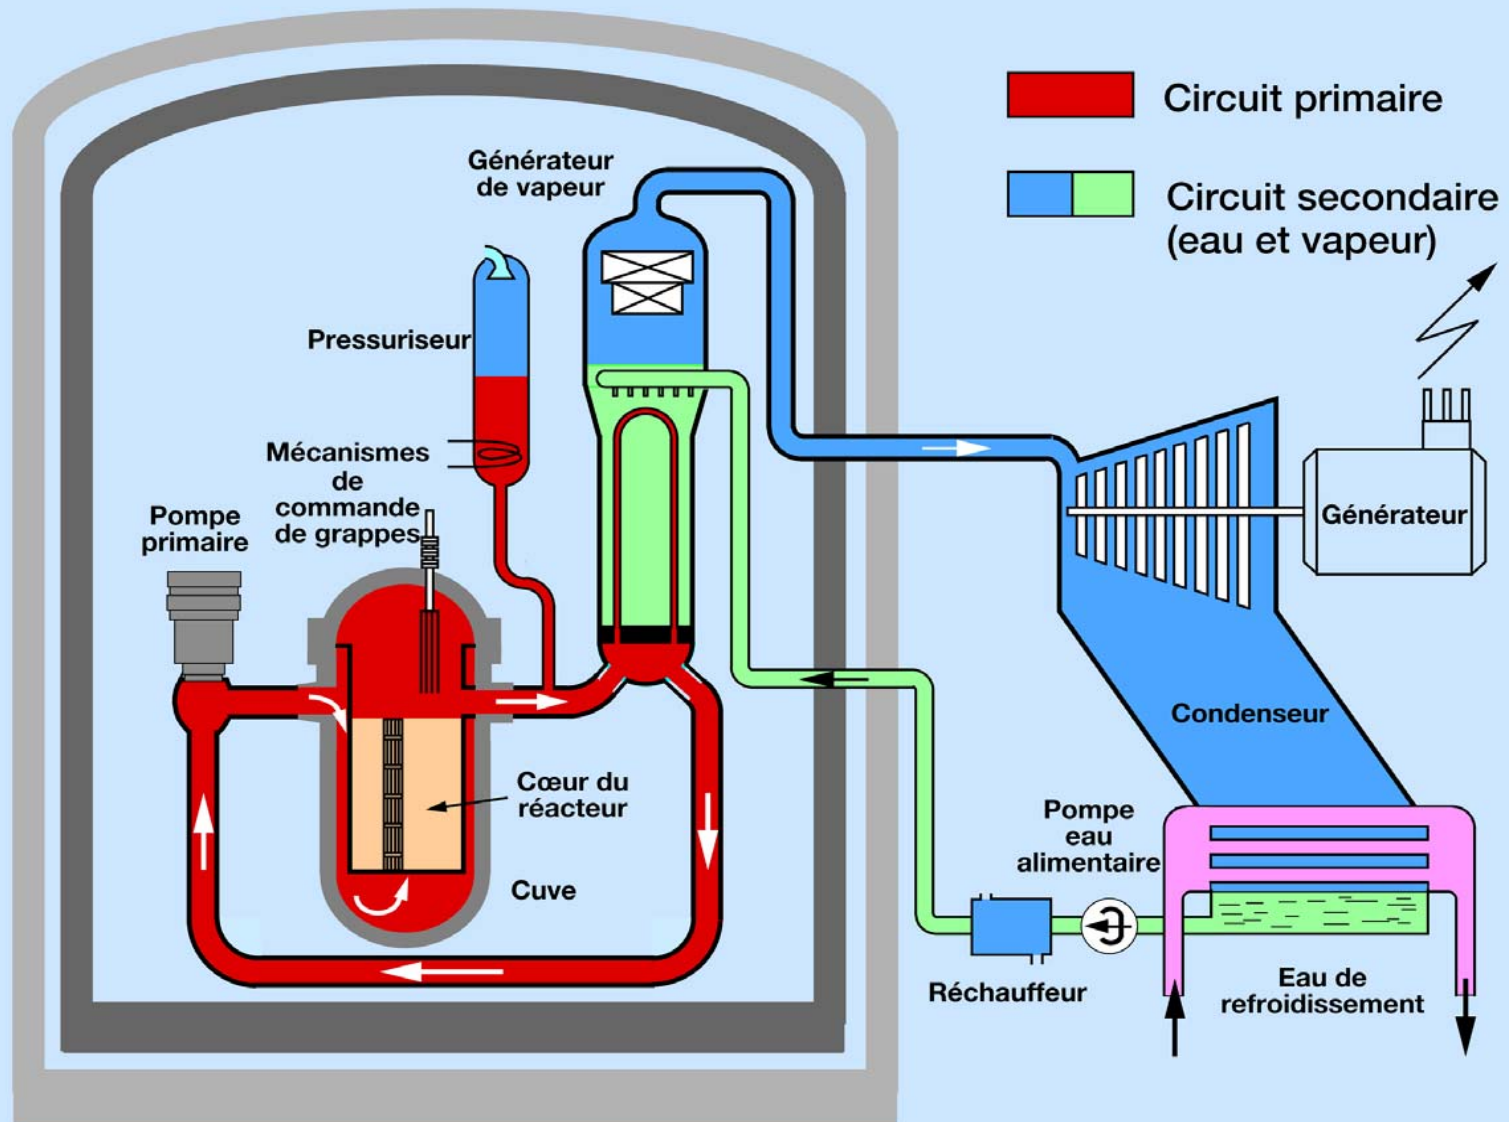 Circuit primaire
Circuit secondaire
(eau et vapeur)
Générateur
de vapeur
Pressuriseur
Mécanismes
de
commande
de grappes
Pompe
primaire
Générateur
Condenseur
Cœur du
réacteur
Cuve
Pompe
eau
alimentaire
Réchauffeur
Eau de
refroidissement